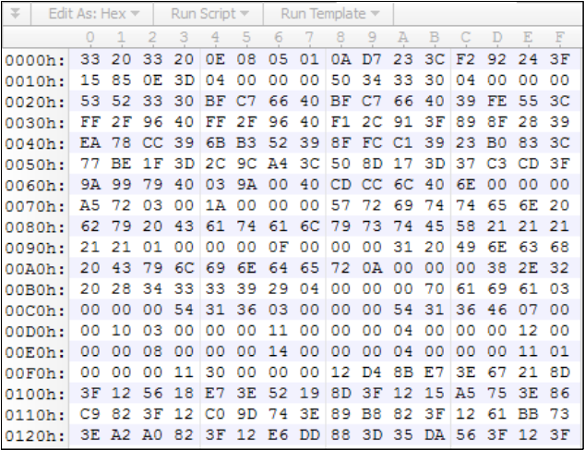 Edit As: Hex Run Script Run Template
0 1 2 3 4 5 6 7 8 9 A B C D E F
0000h: 33 20 33 20 0E 08 05 01 0A D7 23 3C F2 92 24 3F
0010h: 15 85 0E 3D 04 00 00 00 50 34 33 30 04 00 00 00
0020h: 53 52 33 30 BF C7 66 40 BF C7 66 40 39 FE 55 3C
0030h: FF 2F 96 40 FF 2F 96 40 F1 2C 91 3F 89 8F 28 39
0040h: EA 78 CC 39 6B B3 52 39 8F FC C1 39 23 B0 83 3C
0050h: 77 BE 1F 3D 2C 9C A4 3C 50 8D 17 3D 37 C3 CD 3F
0060h: 9A 99 79 40 03 9A 00 40 CD CC 6C 40 6E 00 00 00
0070h: A5 72 03 00 1A 00 00 00 57 72 69 74 74 65 6E 20
0080h: 62 79 20 43 61 74 61 6C 79 73 74 45 58 21 21 21
0090h: 21 21 01 00 00 00 0F 00 00 00 31 20 49 6E 63 68
00A0h: 20 43 79 6C 69 6E 64 65 72 0A 00 00 00 38 2E 32
00B0h: 20 28 34 33 33 39 29 04 00 00 00 70 61 69 61 03
00C0h: 00 00 00 54 31 36 03 00 00 00 54 31 36 46 07 00
00D0h: 00 10 03 00 00 00 11 00 00 00 04 00 00 00 12 00
00E0h: 00 00 08 00 00 00 14 00 00 00 04 00 00 00 11 01
00F0h: 00 00 00 11 30 00 00 00 12 D4 8B E7 3E 67 21 8D
0100h: 3F 12 56 18 E7 3E 52 19 8D 3F 12 15 A5 75 3E 86
0110h: C9 82 3F 12 C0 9D 74 3E 89 B8 82 3F 12 61 BB 73
0120h: 3E A2 A0 82 3F 12 E6 DD 88 3D 35 DA 56 3F 12 3F